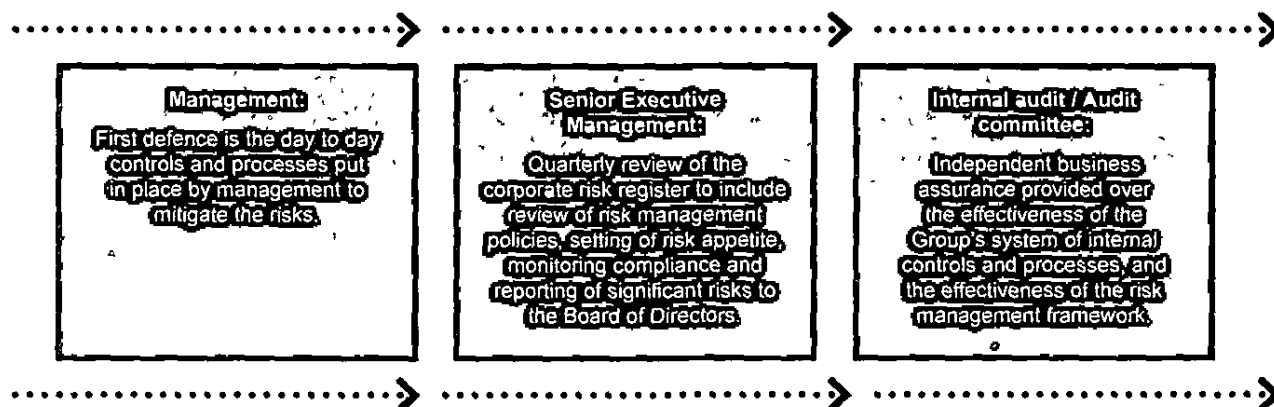 Management:
First defence is the day to day
controls and processes put
in place by management to
mitigate the risks.
Senior Executive
Management:
Quarterly review of the
corporate risk register to include
review of risk management
policies, setting of risk appetite,
monitoring compliance and
reporting of significant risks to
the Board of Directors.
Internal audit / Audit
committee:
Independent business
assurance provided over
the effectiveness of the
Group's system of internal
controls and processes, and
the effectiveness of the risk
management framework.